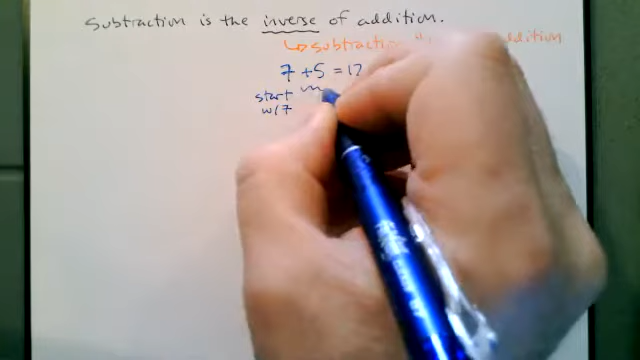 Subtraction is the inverse of addition.
↳ subtraction addition
7 + 5 = 12
start
w/7